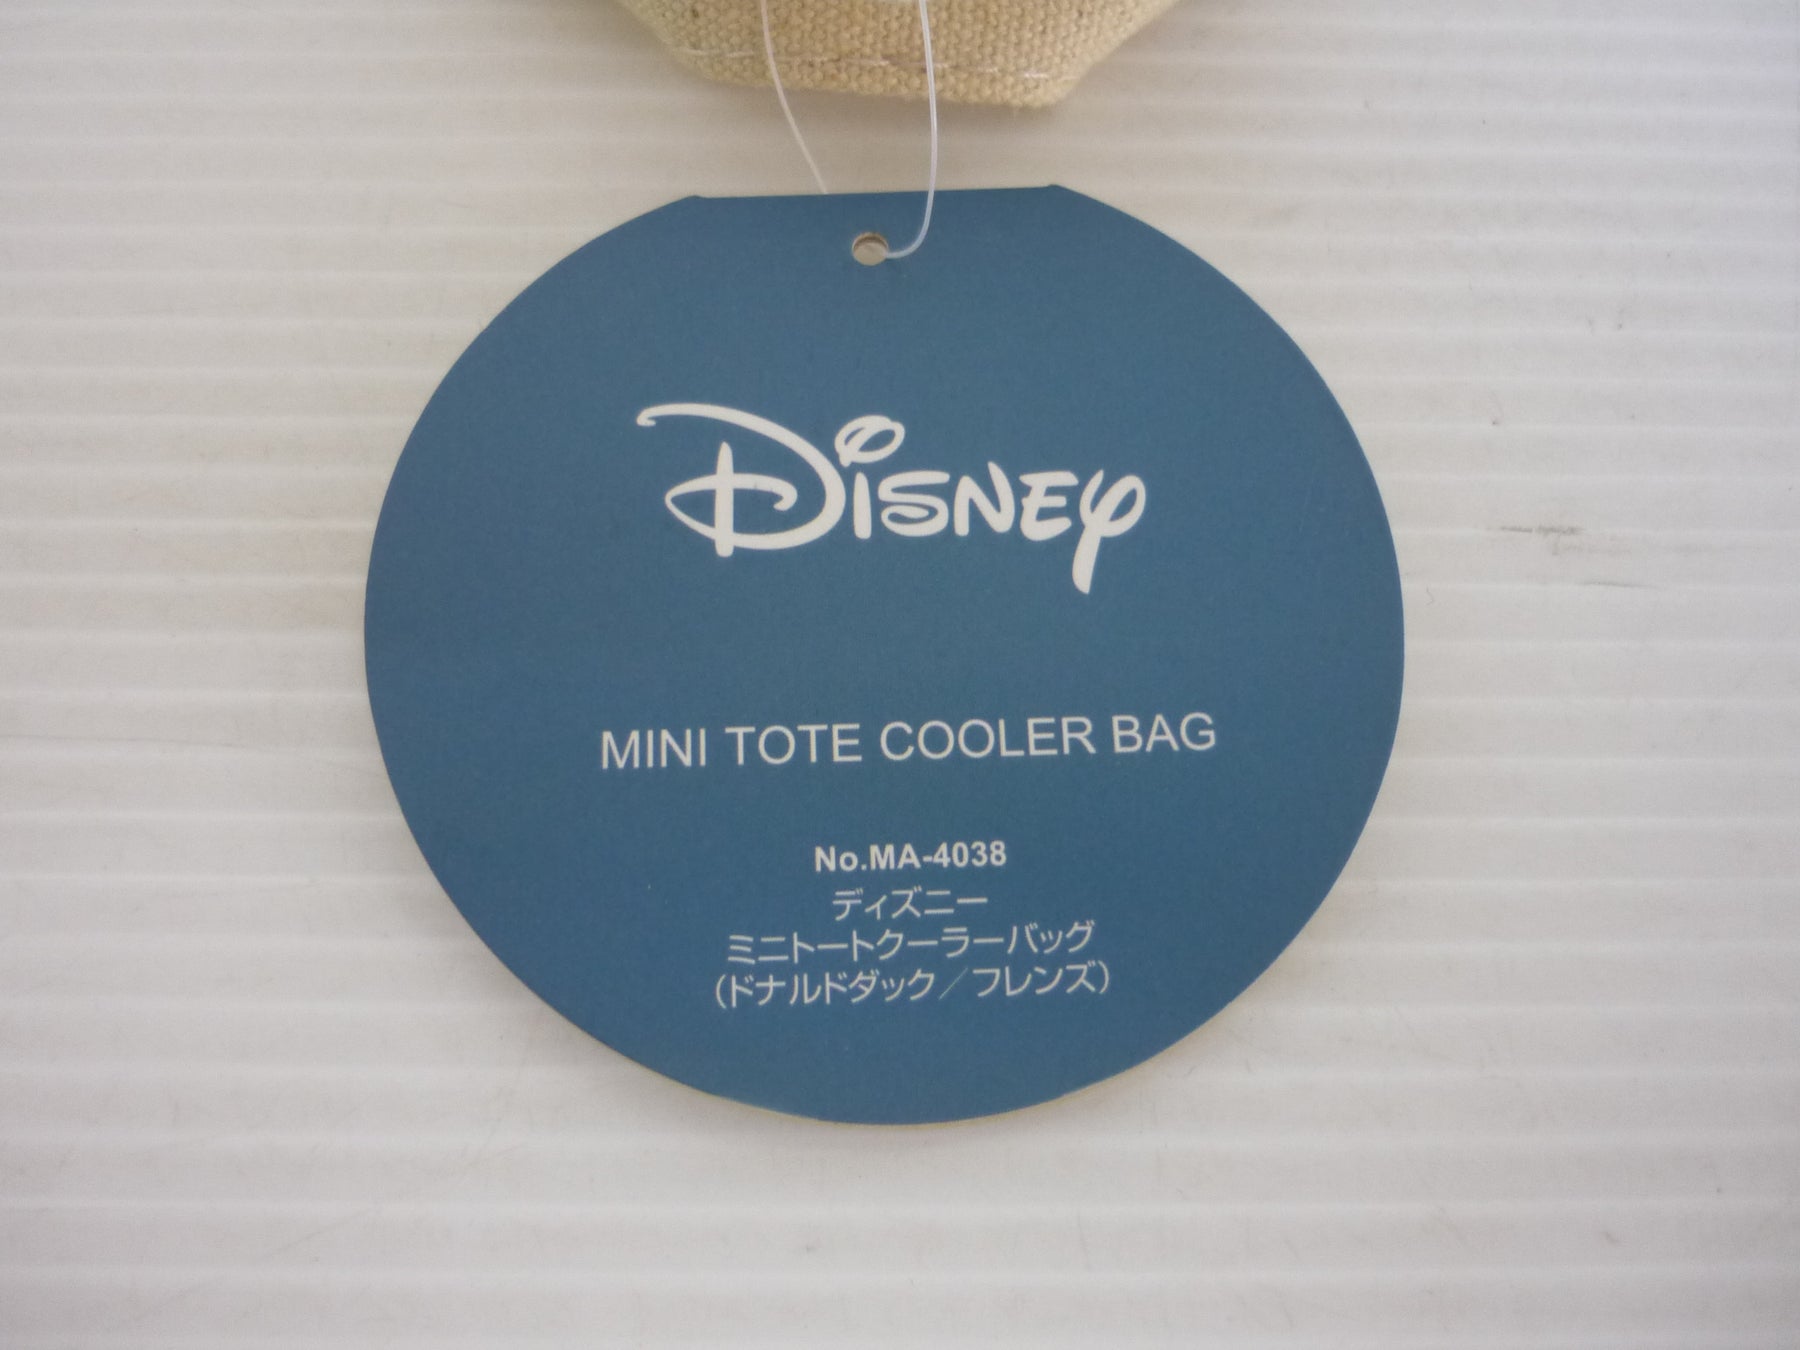 Disney
MINI TOTE COOLER BAG
No.MA-4038
ディズニー
ミニトートクーラーバッグ
（ドナルドダック／フレンズ）